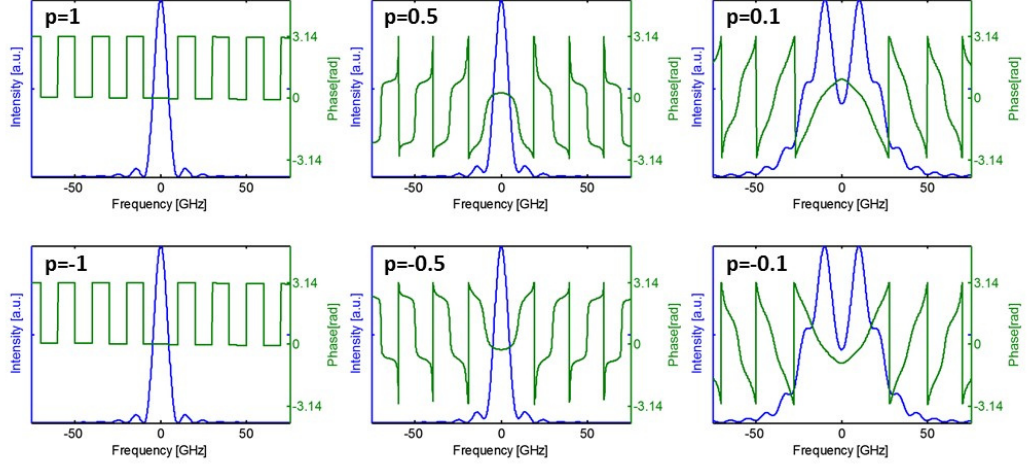 p=1
Intensity [a.u.]
3.14
0
-3.14
Phase[rad]
-50 0 50
Frequency [GHz]
p=0.5
Intensity [a.u.]
3.14
0
-3.14
Phase[rad]
-50 0 50
Frequency [GHz]
p=0.1
Intensity [a.u.]
3.14
0
-3.14
Phase[rad]
-50 0 50
Frequency [GHz]
p=-1
Intensity [a.u.]
3.14
0
-3.14
Phase[rad]
-50 0 50
Frequency [GHz]
p=-0.5
Intensity [a.u.]
3.14
0
-3.14
Phase[rad]
-50 0 50
Frequency [GHz]
p=-0.1
Intensity [a.u.]
3.14
0
-3.14
Phase[rad]
-50 0 50
Frequency [GHz]